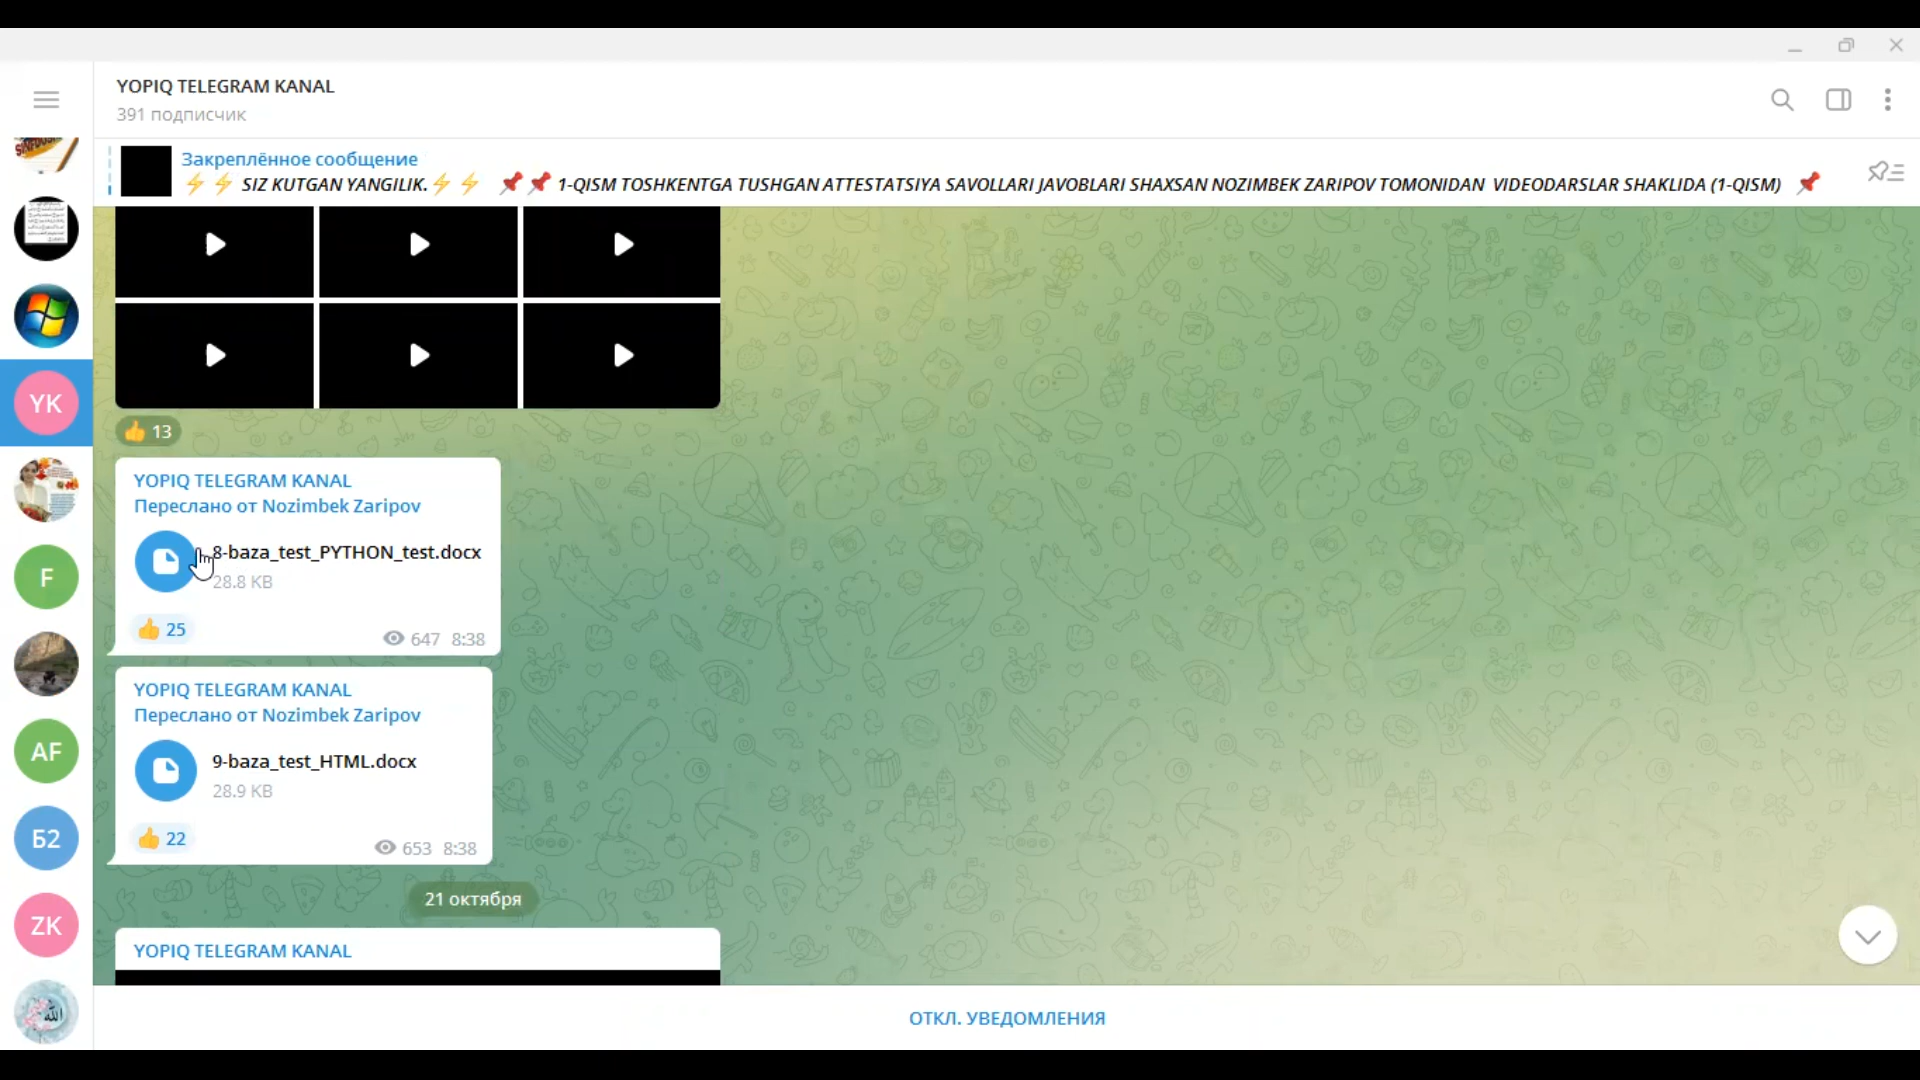 YOPIQ TELEGRAM KANAL
391 подписчик
Закреплённое сообщение
⚡⚡ SIZ KUTGAN YANGILIK.⚡⚡ 📌📌 1-QISM TOSHKENTGA TUSHGAN ATTESTATSIYA SAVOLLARI JAVOBLARI SHAXSAN NOZIMBEK ZARIPOV TOMONIDAN VIDEODARSLAR SHAKLIDA (1-QISM) 📌
YK
F
AF
Б2
ZK
👍 13
YOPIQ TELEGRAM KANAL
Переслано от Nozimbek Zaripov
8-baza_test_PYTHON_test.docx
28.8 KB
👍 25
647 8:38
YOPIQ TELEGRAM KANAL
Переслано от Nozimbek Zaripov
9-baza_test_HTML.docx
28.9 KB
👍 22
653 8:38
21 октября
YOPIQ TELEGRAM KANAL
ОТКЛ. УВЕДОМЛЕНИЯ